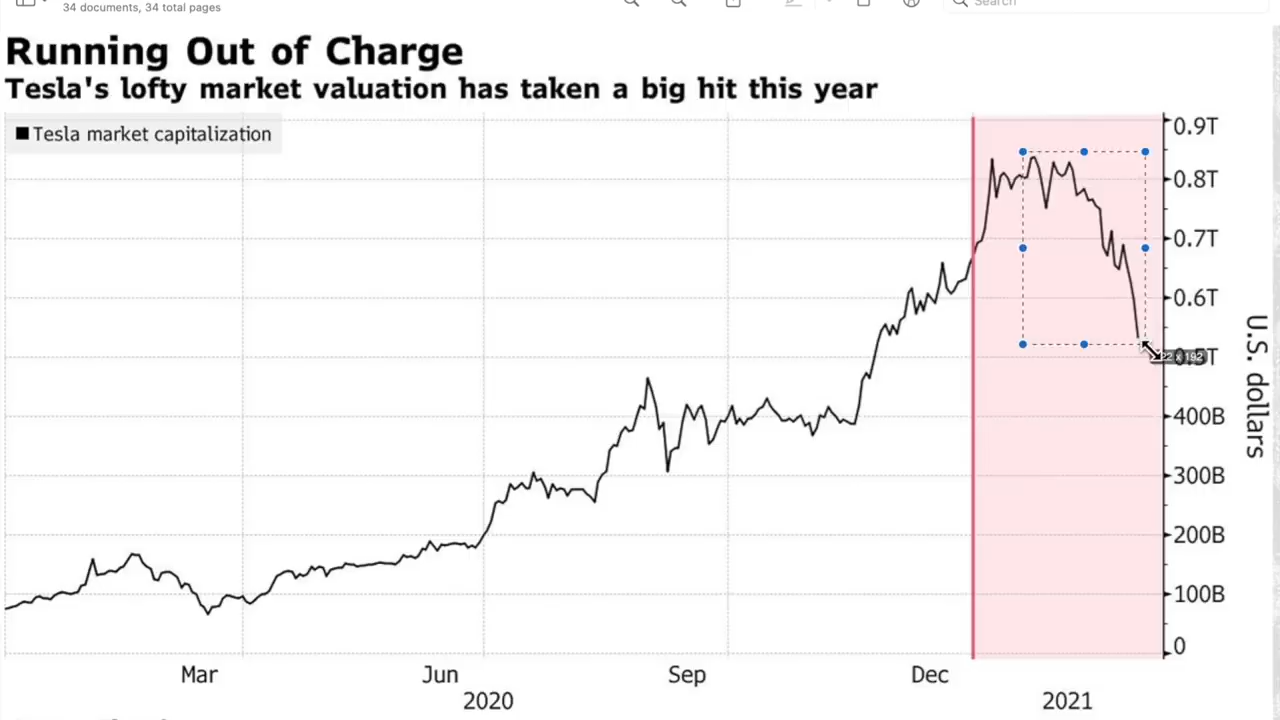 34 documents, 34 total pages
Search
Running Out of Charge
Tesla's lofty market valuation has taken a big hit this year
Tesla market capitalization
0.9T
0.8T
0.7T
0.6T
400B
300B
200B
100B
0
U.S. dollars
Mar Jun Sep Dec
2020 2021